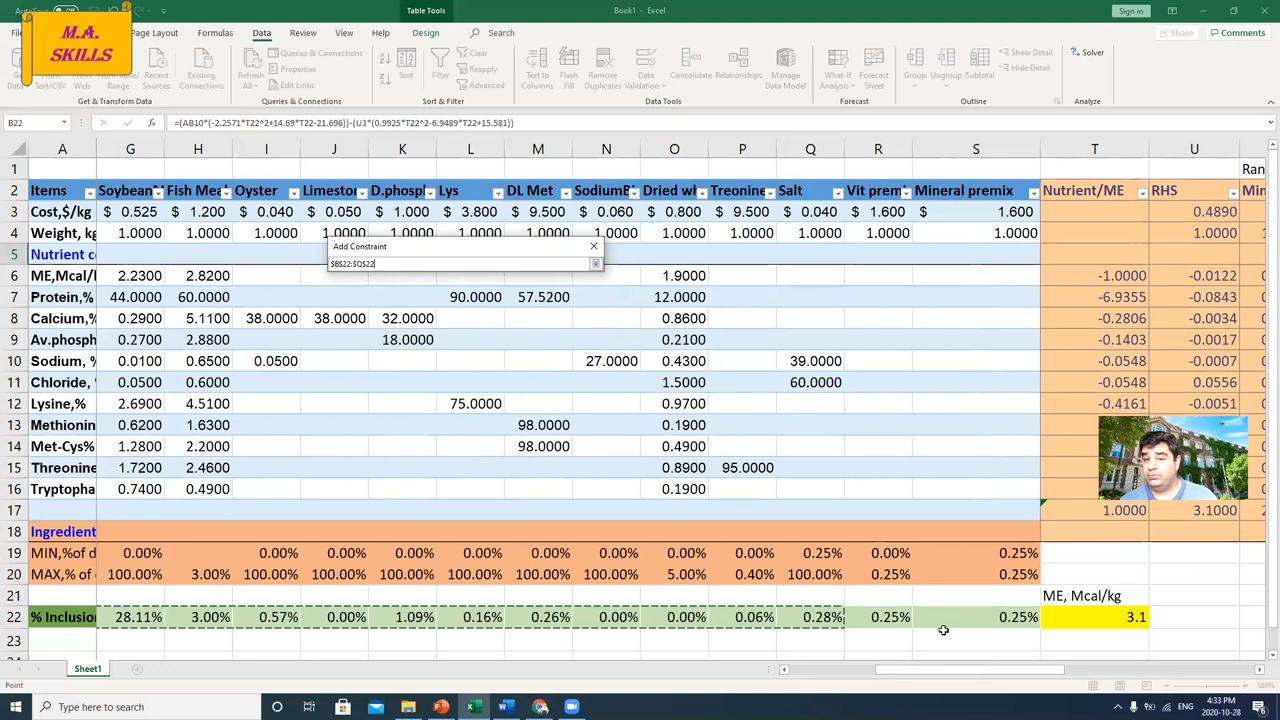 M.A.
SKILLS
Table Tools
Book1 - Excel
Sign in
Page Layout Formulas Data Review View Help Design Search
Share Comments
Text/CSV From Web From Table/Range Recent Sources Existing Connections
Refresh All Queries & Connections Properties Edit Links
Sort Filter Clear Reapply Advanced
Text to Columns Flash Fill Remove Duplicates Data Validation Consolidate Relationships Manage Data Model
What-If Analysis Forecast Sheet Group Ungroup Subtotal Show Detail Hide Detail Solver
Get & Transform Data Queries & Connections Sort & Filter Data Tools Forecast Outline Analyze
B22 =(AB10*(-2.2571*T22^2+14.69*T22-21.696))-(U3*(0.9925*T22^2-6.9489*T22+15.581))
A G H I J K L M N O P Q R S T U
1 Ran
2 Items Soybean Fish Mea Oyster Limestor D.phospl Lys DL Met SodiumB Dried wh Treonine Salt Vit premi Mineral premix Nutrient/ME RHS Min
3 Cost,$/kg $ 0.525 $ 1.200 $ 0.040 $ 0.050 $ 1.000 $ 3.800 $ 9.500 $ 0.060 $ 0.800 $ 9.500 $ 0.040 $ 1.600 $ 1.600 0.4890
4 Weight, kg 1.0000 1.0000 1.0000 1.0000 1.0000 1.0000 1.0000 1.0000 1.0000 1.0000 1.0000 1.0000 1.0000 1.0000
Add Constraint
$B$22:$Q$22
5 Nutrient co
6 ME,Mcal/ 2.2300 2.8200 1.9000 -1.0000 -0.0122
7 Protein,% 44.0000 60.0000 90.0000 57.5200 12.0000 -6.9355 -0.0843
8 Calcium,% 0.2900 5.1100 38.0000 38.0000 32.0000 0.8600 -0.2806 -0.0034
9 Av.phosph 0.2700 2.8800 18.0000 0.2100 -0.1403 -0.0017
10 Sodium, % 0.0100 0.6500 0.0500 27.0000 0.4300 39.0000 -0.0548 -0.0007
11 Chloride, 0.0500 0.6000 1.5000 60.0000 -0.0548 0.0556
12 Lysine,% 2.6900 4.5100 75.0000 0.9700 -0.4161 -0.0051
13 Methionin 0.6200 1.6300 98.0000 0.1900
14 Met-Cys% 1.2800 2.2000 98.0000 0.4900
15 Threonine 1.7200 2.4600 0.8900 95.0000
16 Tryptopha 0.7400 0.4900 0.1900
17 1.0000 3.1000
18 Ingredient
19 MIN,%of d 0.00% 0.00% 0.00% 0.00% 0.00% 0.00% 0.00% 0.00% 0.00% 0.25% 0.00% 0.25%
20 MAX,% of 100.00% 3.00% 100.00% 100.00% 100.00% 100.00% 100.00% 100.00% 5.00% 0.40% 100.00% 0.25% 0.25%
21 ME, Mcal/kg
22 % Inclusion 28.11% 3.00% 0.57% 0.00% 1.09% 0.16% 0.26% 0.00% 0.00% 0.06% 0.28% 0.25% 0.25% 3.1
23
Sheet1
Point 160%
Type here to search
ENG 4:33 PM
2020-10-28